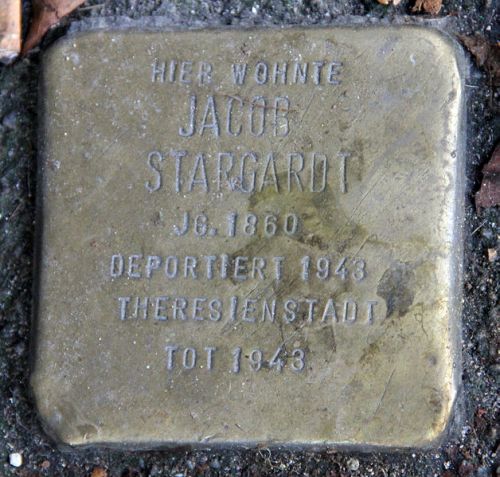 HIER WOHNTE
JACOB
STARGARDT
JG. 1860
DEPORTIERT 1943
THERESIENSTADT
TOT 1943